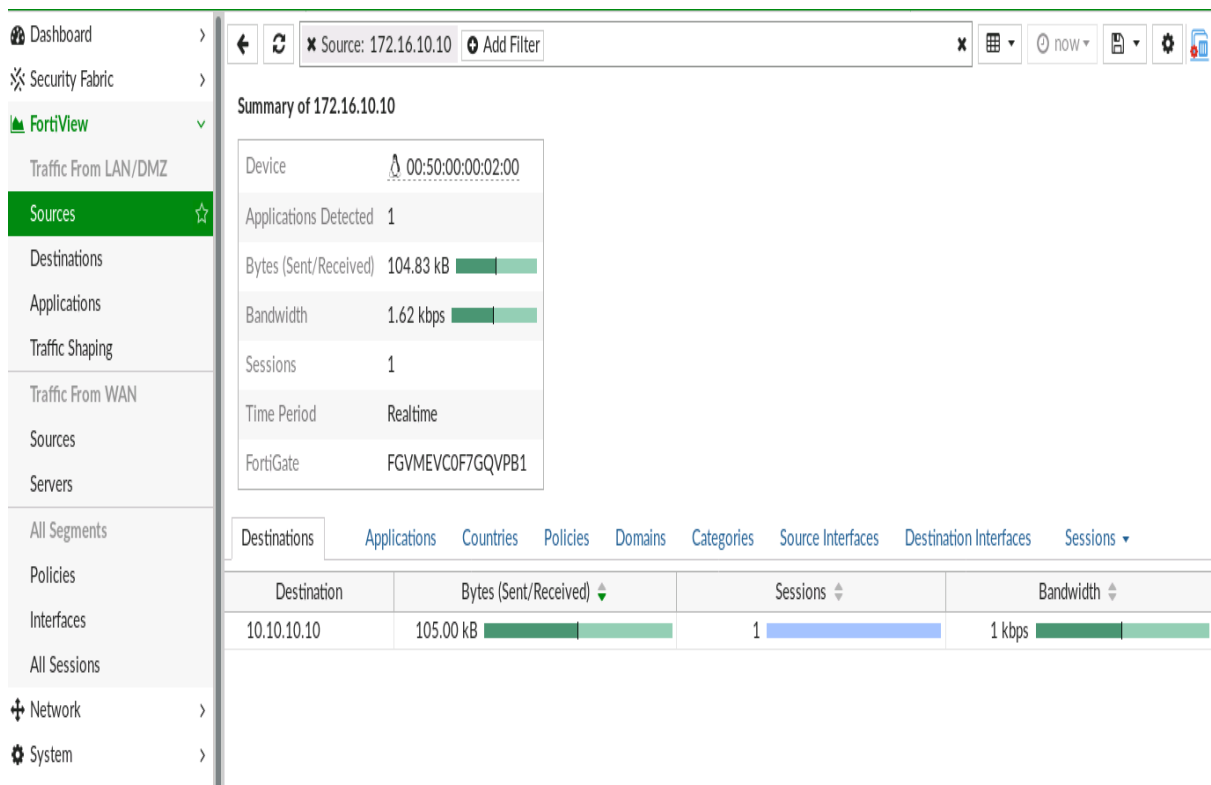 Dashboard
Security Fabric
FortiView
Traffic From LAN/DMZ
Sources
Destinations
Applications
Traffic Shaping
Traffic From WAN
Sources
Servers
All Segments
Policies
Interfaces
All Sessions
Network
System
Source: 172.16.10.10 Add Filter
now
Summary of 172.16.10.10
Device 00:50:00:00:02:00
Applications Detected 1
Bytes (Sent/Received) 104.83 kB
Bandwidth 1.62 kbps
Sessions 1
Time Period Realtime
FortiGate FGVMEVC0F7GQVPB1
Destinations Applications Countries Policies Domains Categories Source Interfaces Destination Interfaces Sessions
Destination Bytes (Sent/Received) Sessions Bandwidth
10.10.10.10 105.00 kB 1 1 kbps